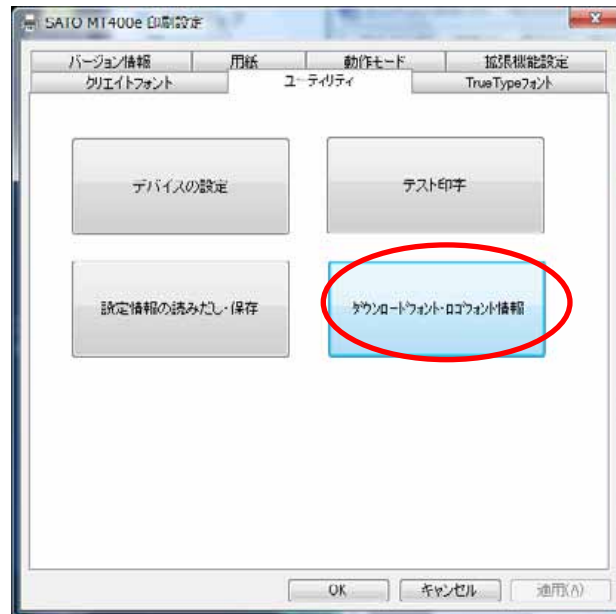 SATO MT400e 印刷設定
バージョン情報 用紙 動作モード 拡張機能設定
クリエイトフォント ユーティリティ TrueTypeフォント
デバイスの設定 テスト印字
設定情報の読みだし・保存 ダウンロードフォント・ロゴフォント情報
OK キャンセル 適用(A)